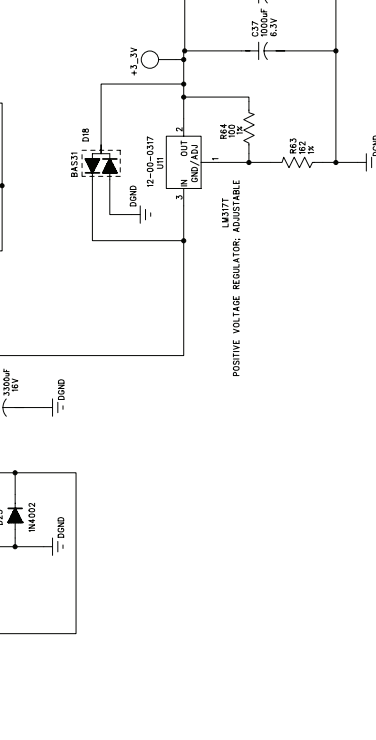 C37
1000uF
6.3V
+3_3V
D18
BAS31
DGND
R64
100
1%
R63
162
1%
DGND
12-00-0317
U11
2
OUT
GND/ADJ
IN
1
3
LM317T
POSITIVE VOLTAGE REGULATOR; ADJUSTABLE
3300uF
16V
DGND
1N4002
DGND